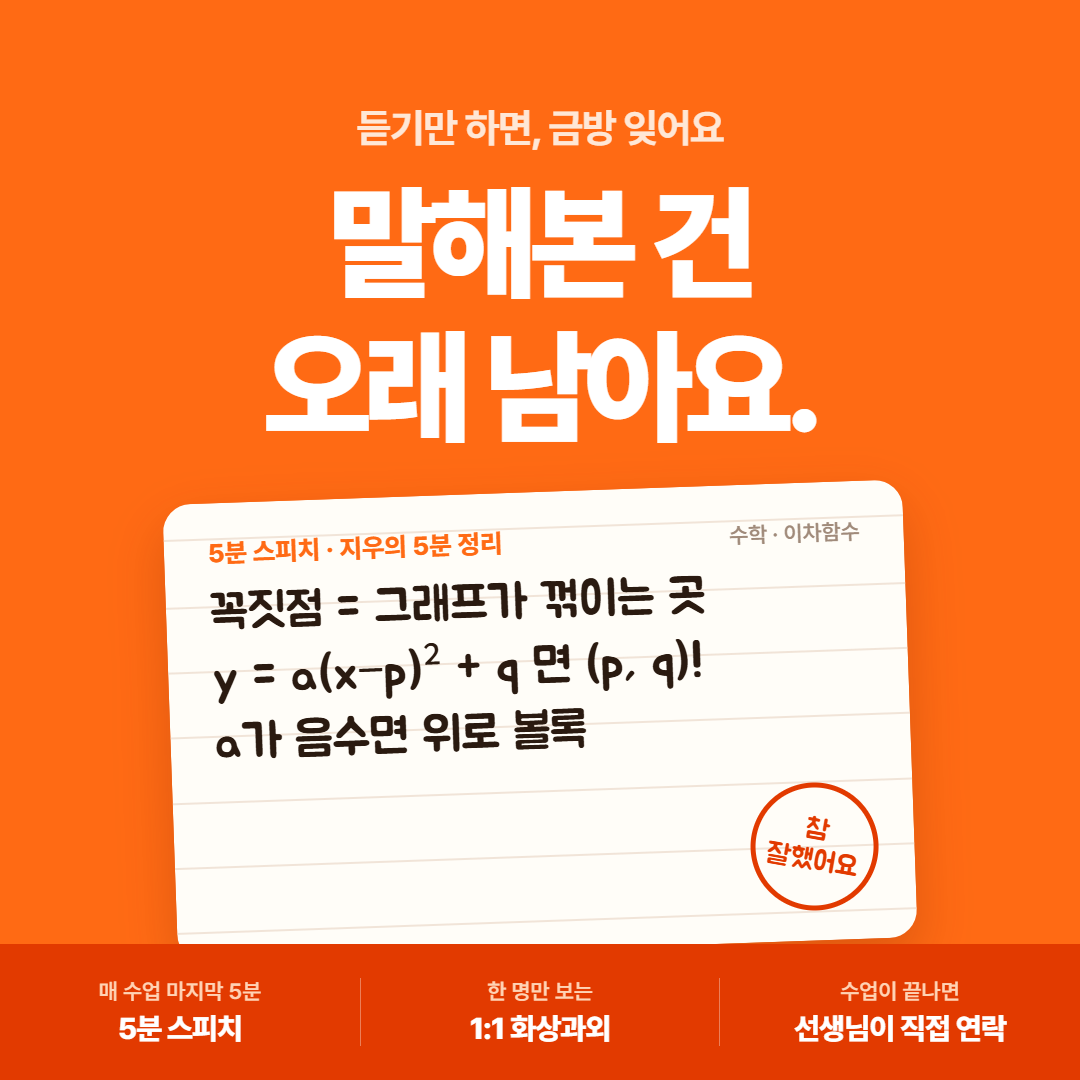 듣기만 하면, 금방 잊어요
말해본 건
오래 남아요.
5분 스피치 · 지우의 5분 정리
수학 · 이차함수
꼭짓점 = 그래프가 꺾이는 곳
y = a(x−p)² + q 면 (p, q)!
a가 음수면 위로 볼록
참
잘했어요
매 수업 마지막 5분
5분 스피치
한 명만 보는
1:1 화상과외
수업이 끝나면
선생님이 직접 연락